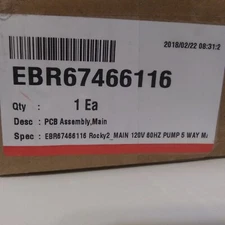 2018/02/22 08:31:2
EBR67466116
Qty : 1 Ea
Desc : PCB Assembly,Main
Spec : EBR67466116 Rocky2_MAIN 120V 60HZ PUMP 5 WAY Ma